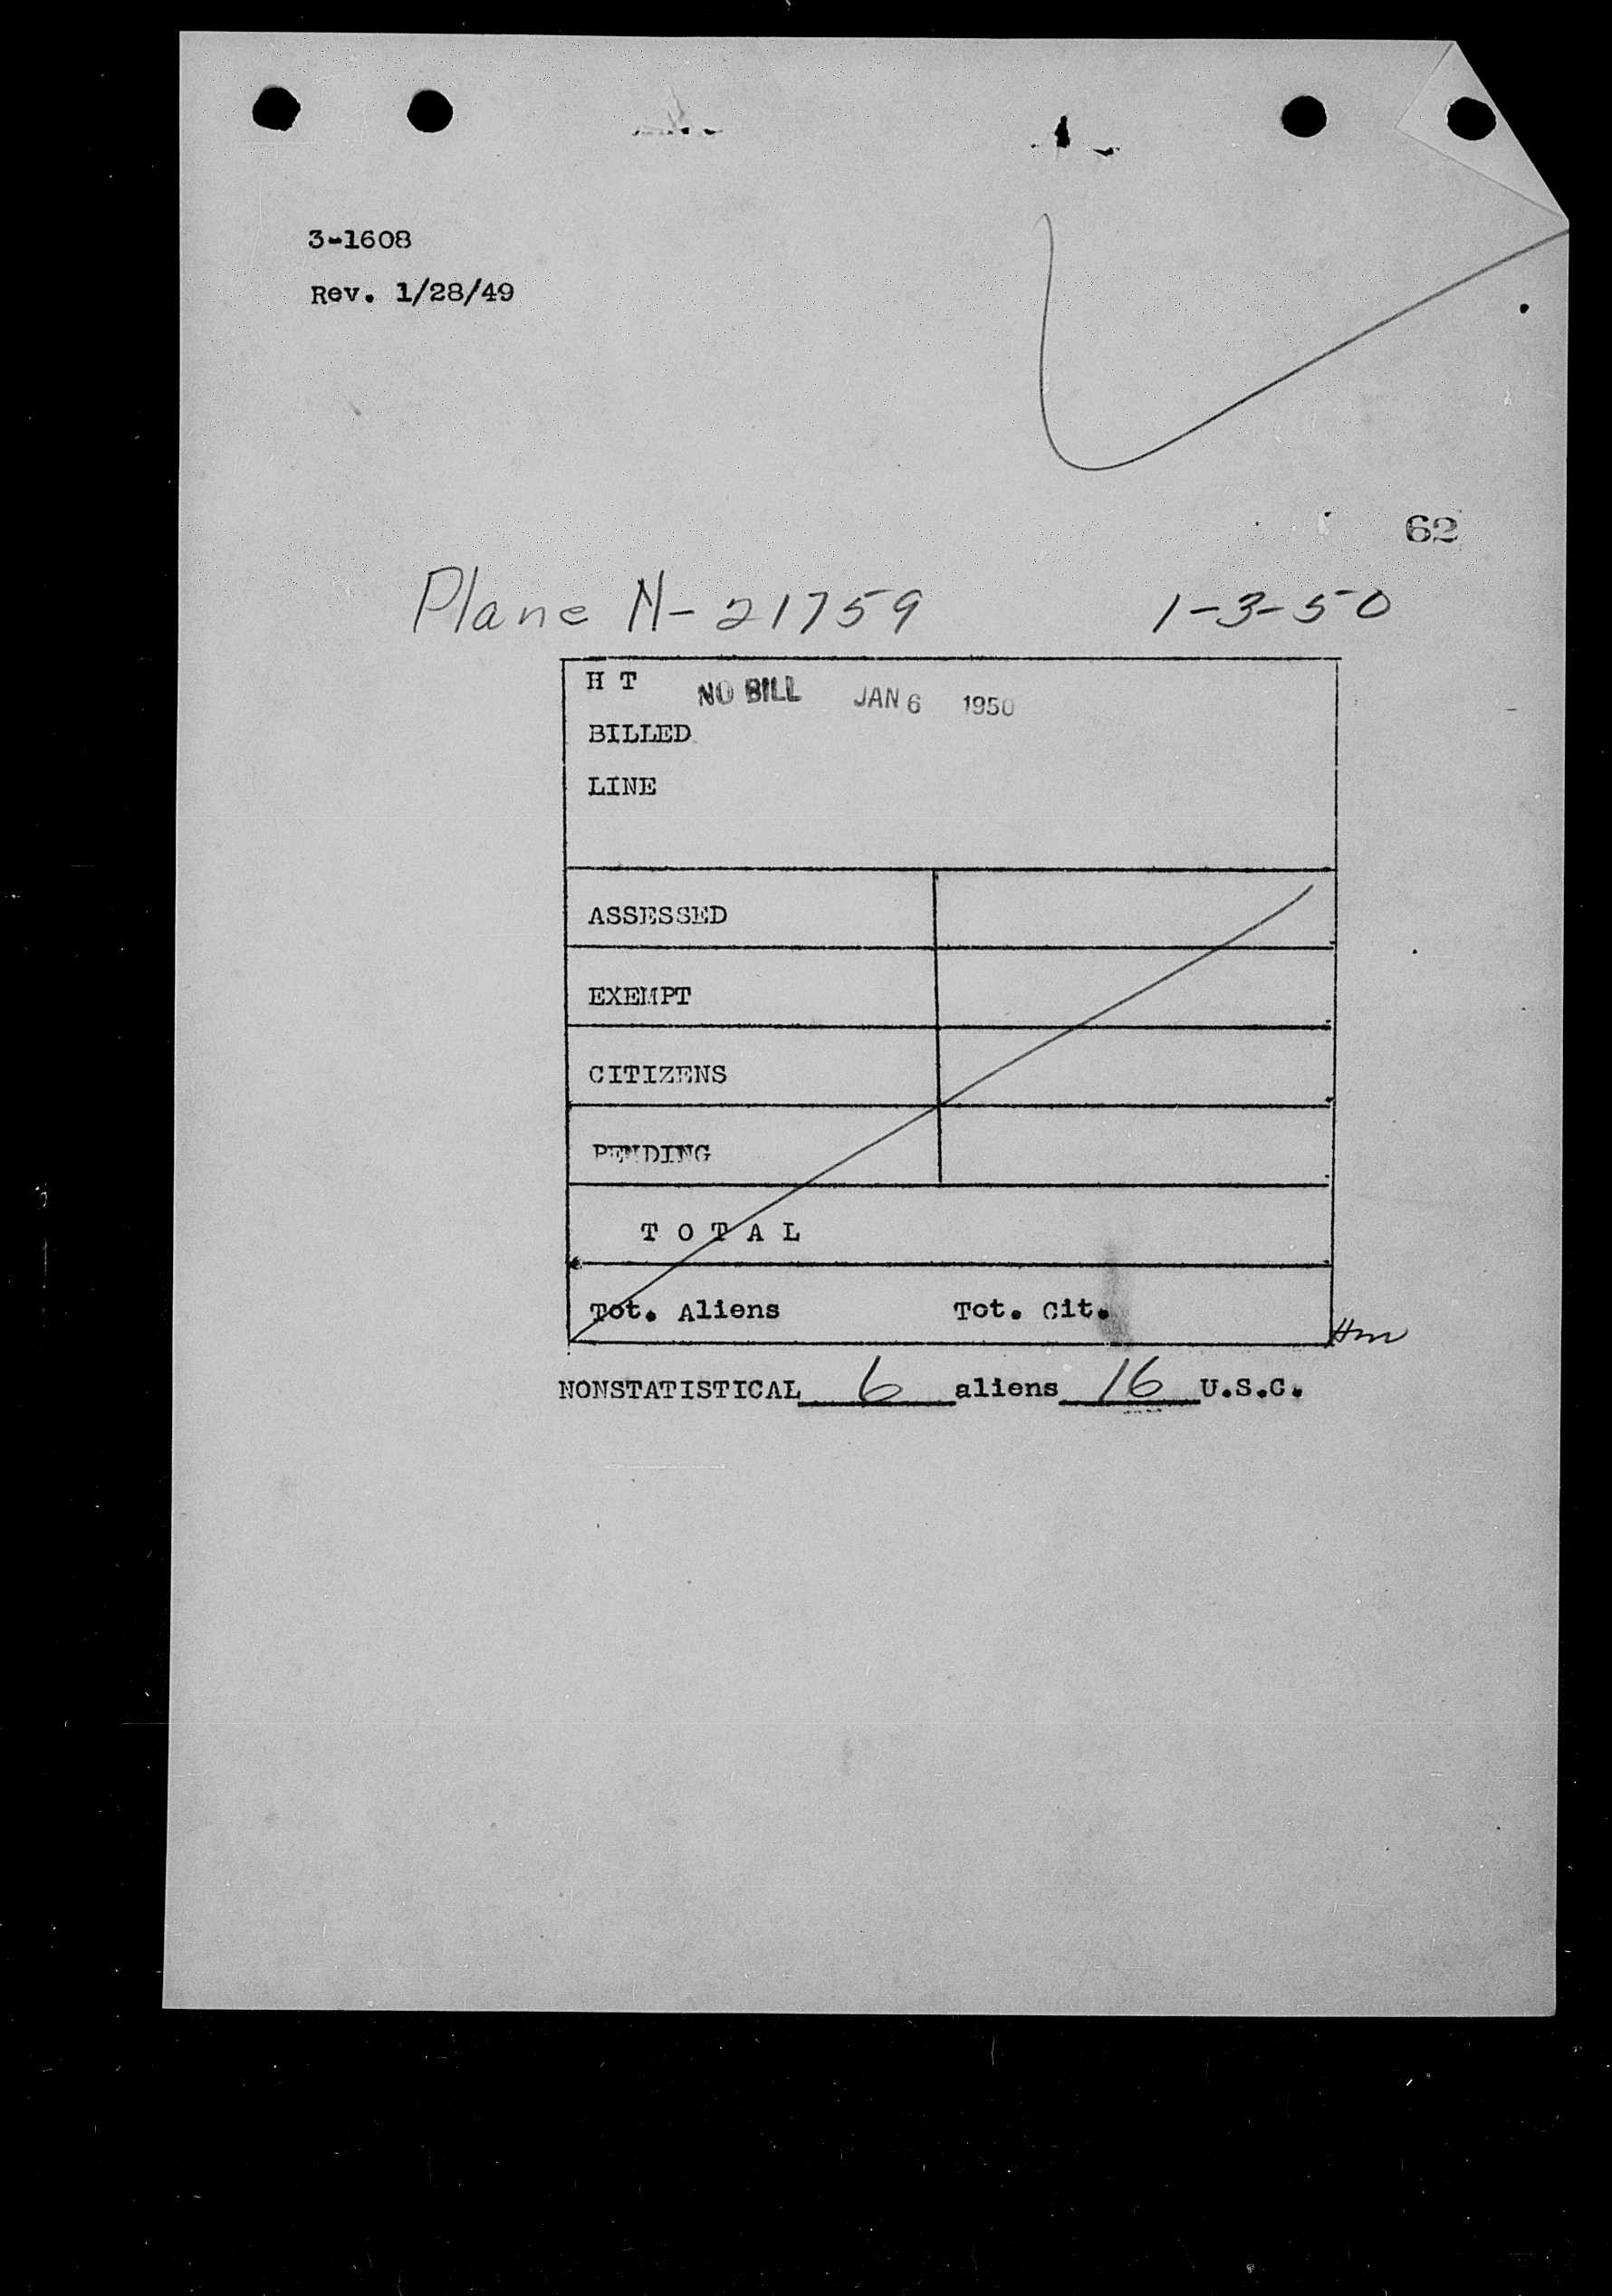 3-1608
Rev. 1/28/49
62
Plane N-21759 1-3-50
H T NO BILL JAN 6 1950
BILLED
LINE
ASSESSED
EXEMPT
CITIZENS
PENDING
T O T A L
Tot. Aliens Tot. Cit.
NONSTATISTICAL 6 aliens 16 U.S.C.